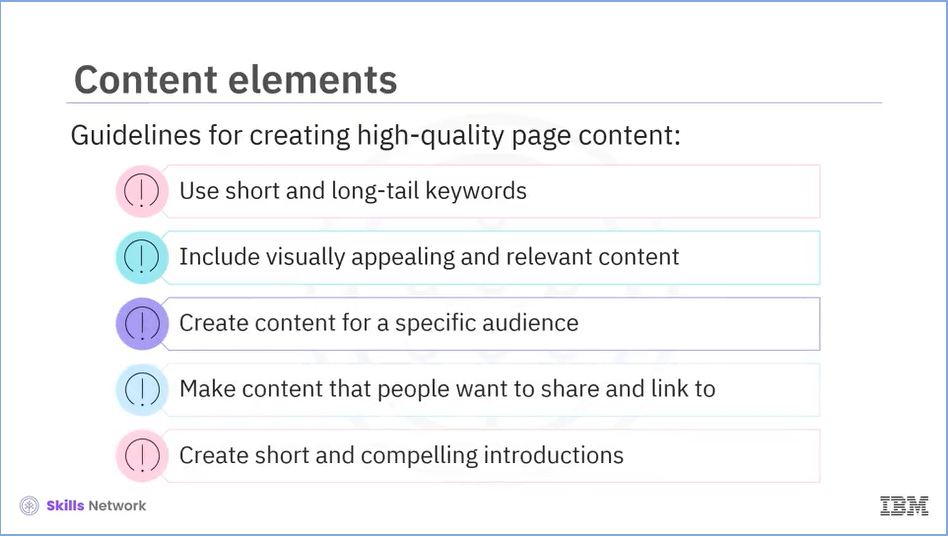 Content elements
Guidelines for creating high-quality page content:
Use short and long-tail keywords
Include visually appealing and relevant content
Create content for a specific audience
Make content that people want to share and link to
Create short and compelling introductions
Skills Network
IBM